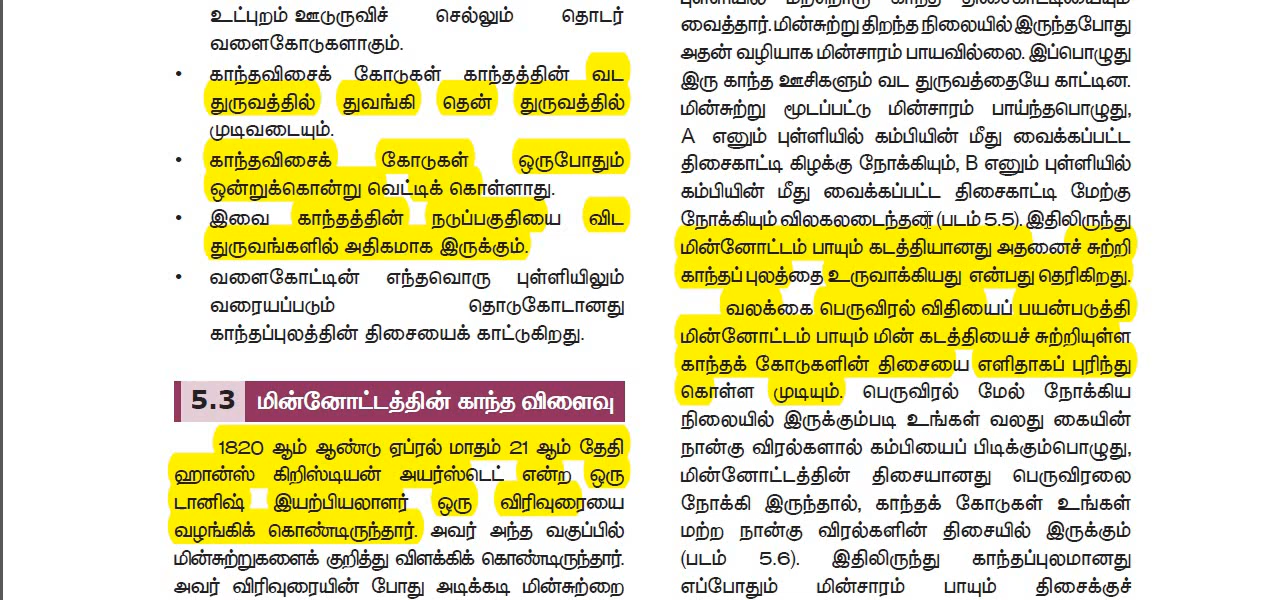 உட்புறம் ஊடுருவிச் செல்லும் தொடர்
வளைகோடுகளாகும்.
• காந்தவிசைக் கோடுகள் காந்தத்தின் வட
துருவத்தில் துவங்கி தென் துருவத்தில்
முடிவடையும்.
• காந்தவிசைக் கோடுகள் ஒருபோதும்
ஒன்றுக்கொன்று வெட்டிக் கொள்ளாது.
• இவை காந்தத்தின் நடுப்பகுதியை விட
துருவங்களில் அதிகமாக இருக்கும்.
• வளைகோட்டின் எந்தவொரு புள்ளியிலும்
வரையப்படும் தொடுகோடானது
காந்தப்புலத்தின் திசையைக் காட்டுகிறது.
5.3 மின்னோட்டத்தின் காந்த விளைவு
1820 ஆம் ஆண்டு ஏப்ரல் மாதம் 21 ஆம் தேதி
ஹான்ஸ் கிறிஸ்டியன் அயர்ஸ்டெட் என்ற ஒரு
டானிஷ் இயற்பியலாளர் ஒரு விரிவுரையை
வழங்கிக் கொண்டிருந்தார். அவர் அந்த வகுப்பில்
மின்சுற்றுகளைக் குறித்து விளக்கிக் கொண்டிருந்தார்.
அவர் விரிவுரையின் போது அடிக்கடி மின்சுற்றை
வைத்தார். மின்சுற்று திறந்த நிலையில் இருந்தபோது
அதன் வழியாக மின்சாரம் பாயவில்லை. இப்பொழுது
இரு காந்த ஊசிகளும் வட துருவத்தையே காட்டின.
மின்சுற்று மூடப்பட்டு மின்சாரம் பாய்ந்தபொழுது,
A எனும் புள்ளியில் கம்பியின் மீது வைக்கப்பட்ட
திசைகாட்டி கிழக்கு நோக்கியும், B எனும் புள்ளியில்
கம்பியின் மீது வைக்கப்பட்ட திசைகாட்டி மேற்கு
நோக்கியும் விலகலடைந்தன (படம் 5.5). இதிலிருந்து
மின்னோட்டம் பாயும் கடத்தியானது அதனைச் சுற்றி
காந்தப் புலத்தை உருவாக்கியது என்பது தெரிகிறது.
வலக்கை பெருவிரல் விதியைப் பயன்படுத்தி
மின்னோட்டம் பாயும் மின் கடத்தியைச் சுற்றியுள்ள
காந்தக் கோடுகளின் திசையை எளிதாகப் புரிந்து
கொள்ள முடியும். பெருவிரல் மேல் நோக்கிய
நிலையில் இருக்கும்படி உங்கள் வலது கையின்
நான்கு விரல்களால் கம்பியைப் பிடிக்கும்பொழுது,
மின்னோட்டத்தின் திசையானது பெருவிரலை
நோக்கி இருந்தால், காந்தக் கோடுகள் உங்கள்
மற்ற நான்கு விரல்களின் திசையில் இருக்கும்
(படம் 5.6). இதிலிருந்து காந்தப்புலமானது
எப்போதும் மின்சாரம் பாயும் திசைக்குச்